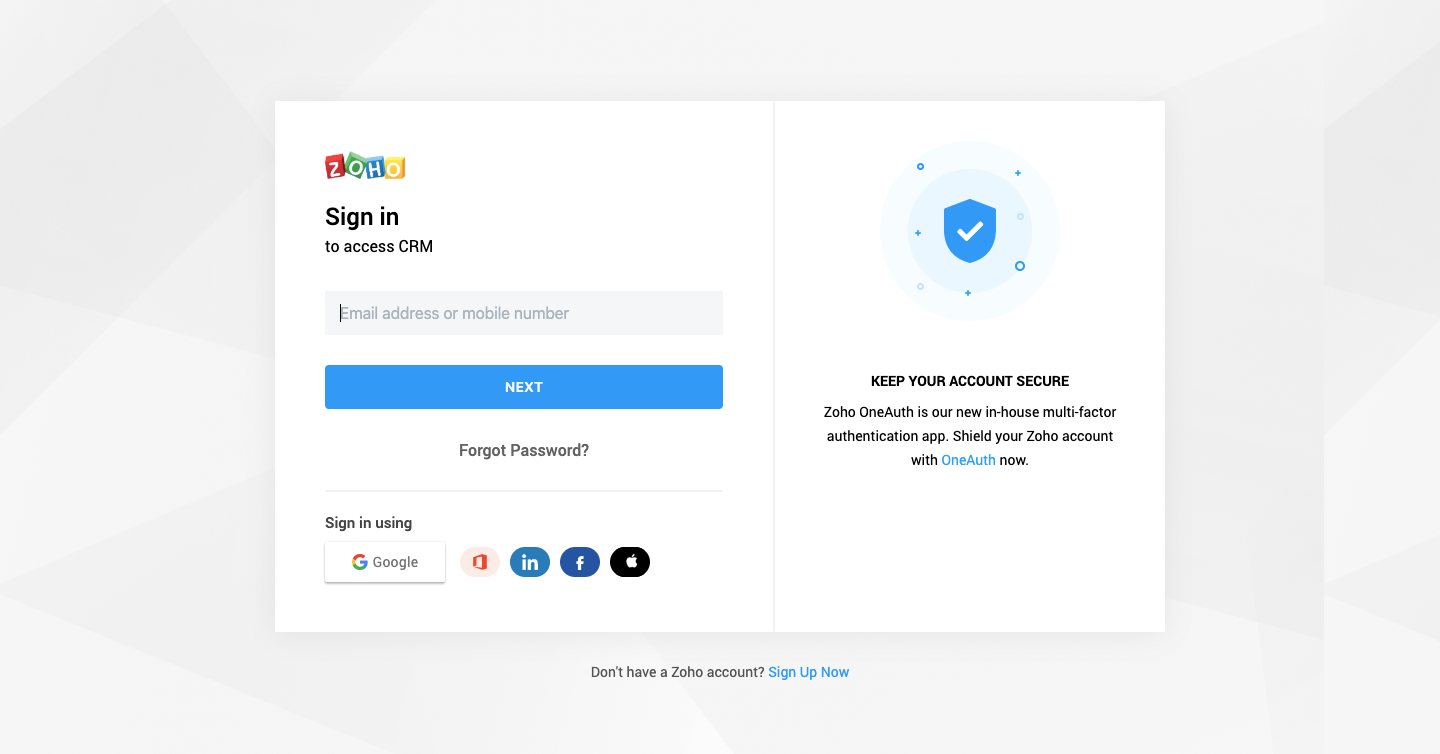 ZOHO
Sign in
to access CRM
Email address or mobile number
NEXT
Forgot Password?
Sign in using
Google
in
f
KEEP YOUR ACCOUNT SECURE
Zoho OneAuth is our new in-house multi-factor
authentication app. Shield your Zoho account
with OneAuth now.
Don't have a Zoho account? Sign Up Now